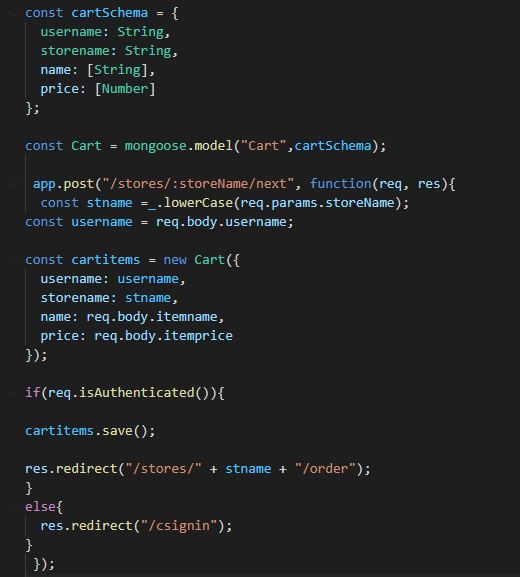 const cartSchema = {
  username: String,
  storename: String,
  name: [String],
  price: [Number]
};
const Cart = mongoose.model("Cart",cartSchema);
 app.post("/stores/:storeName/next", function(req, res){
  const stname =_.lowerCase(req.params.storeName);
const username = req.body.username;
const cartitems = new Cart({
  username: username,
  storename: stname,
  name: req.body.itemname,
  price: req.body.itemprice
});
if(req.isAuthenticated()){
cartitems.save();
res.redirect("/stores/" + stname + "/order");
}
else{
  res.redirect("/csignin");
}
 });